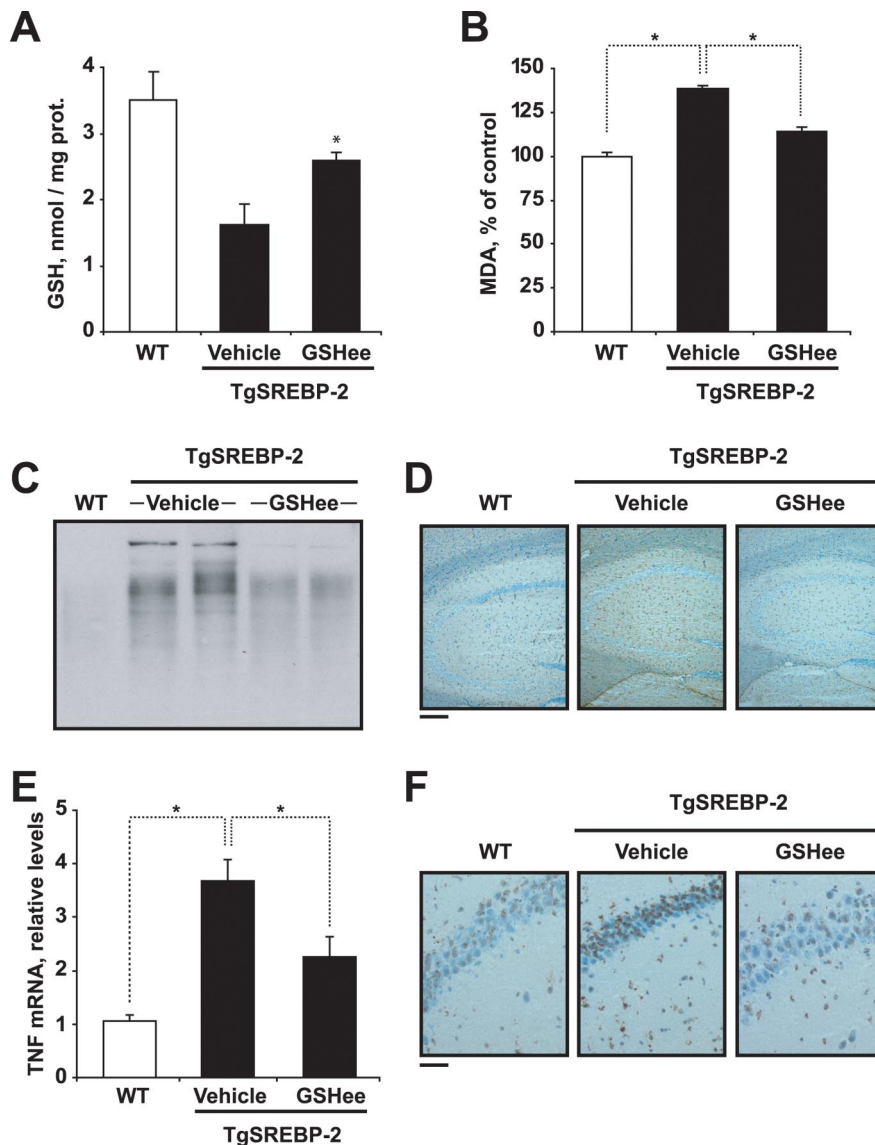 A
GSH, nmol / mg prot.
4
3
2
1
0
*
WT
Vehicle
GSHee
TgSREBP-2
B
MDA, % of control
150
125
100
75
50
25
0
*
*
WT
Vehicle
GSHee
TgSREBP-2
C
TgSREBP-2
WT
–Vehicle–
–GSHee–
D
TgSREBP-2
WT
Vehicle
GSHee
E
TNF mRNA, relative levels
5
4
3
2
1
0
*
*
WT
Vehicle
GSHee
TgSREBP-2
F
TgSREBP-2
WT
Vehicle
GSHee